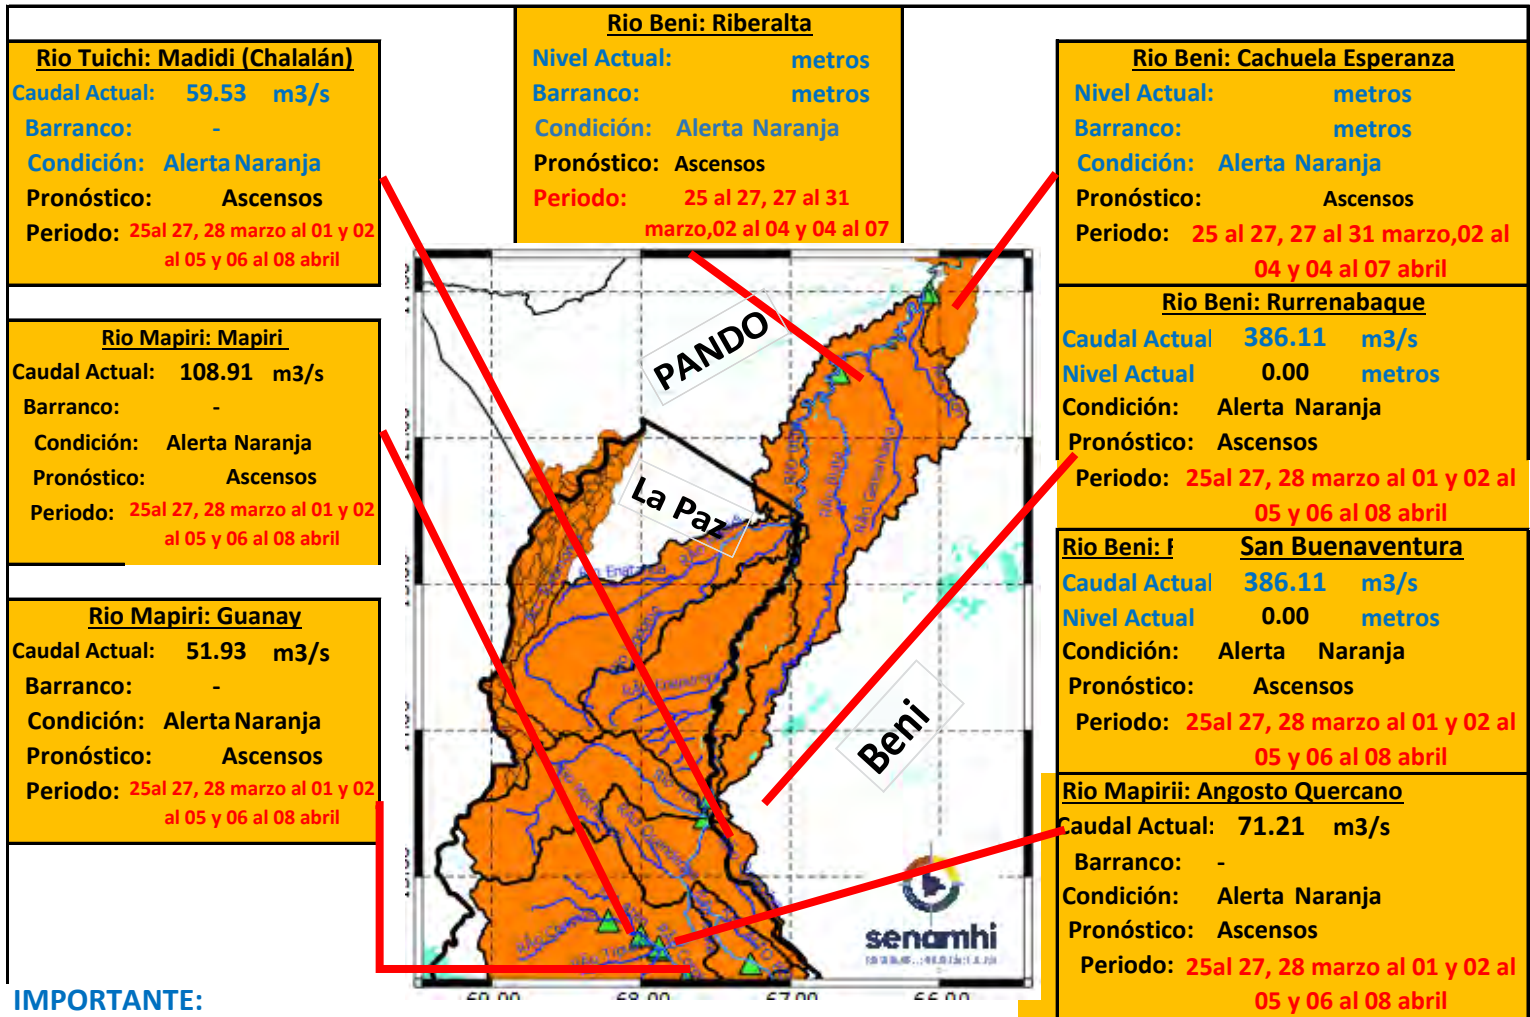 Rio Tuichi: Madidi (Chalalán)
Caudal Actual: 59.53 m3/s
Barranco: -
Condición: Alerta Naranja
Pronóstico: Ascensos
Periodo: 25al 27, 28 marzo al 01 y 02
al 05 y 06 al 08 abril
Rio Mapiri: Mapiri
Caudal Actual: 108.91 m3/s
Barranco: -
Condición: Alerta Naranja
Pronóstico: Ascensos
Periodo: 25al 27, 28 marzo al 01 y 02
al 05 y 06 al 08 abril
Rio Mapiri: Guanay
Caudal Actual: 51.93 m3/s
Barranco: -
Condición: Alerta Naranja
Pronóstico: Ascensos
Periodo: 25al 27, 28 marzo al 01 y 02
al 05 y 06 al 08 abril
IMPORTANTE:
Rio Beni: Riberalta
Nivel Actual: metros
Barranco: metros
Condición: Alerta Naranja
Pronóstico: Ascensos
Periodo: 25 al 27, 27 al 31
marzo,02 al 04 y 04 al 07
PANDO
La Paz
Beni
senamhi
69.00 68.00 67.00 66.00
Rio Beni: Cachuela Esperanza
Nivel Actual: metros
Barranco: metros
Condición: Alerta Naranja
Pronóstico: Ascensos
Periodo: 25 al 27, 27 al 31 marzo,02 al
04 y 04 al 07 abril
Rio Beni: Rurrenabaque
Caudal Actual 386.11 m3/s
Nivel Actual 0.00 metros
Condición: Alerta Naranja
Pronóstico: Ascensos
Periodo: 25al 27, 28 marzo al 01 y 02 al
05 y 06 al 08 abril
Rio Beni: San Buenaventura
Caudal Actual 386.11 m3/s
Nivel Actual 0.00 metros
Condición: Alerta Naranja
Pronóstico: Ascensos
Periodo: 25al 27, 28 marzo al 01 y 02 al
05 y 06 al 08 abril
Rio Mapirii: Angosto Quercano
Caudal Actual: 71.21 m3/s
Barranco: -
Condición: Alerta Naranja
Pronóstico: Ascensos
Periodo: 25al 27, 28 marzo al 01 y 02 al
05 y 06 al 08 abril